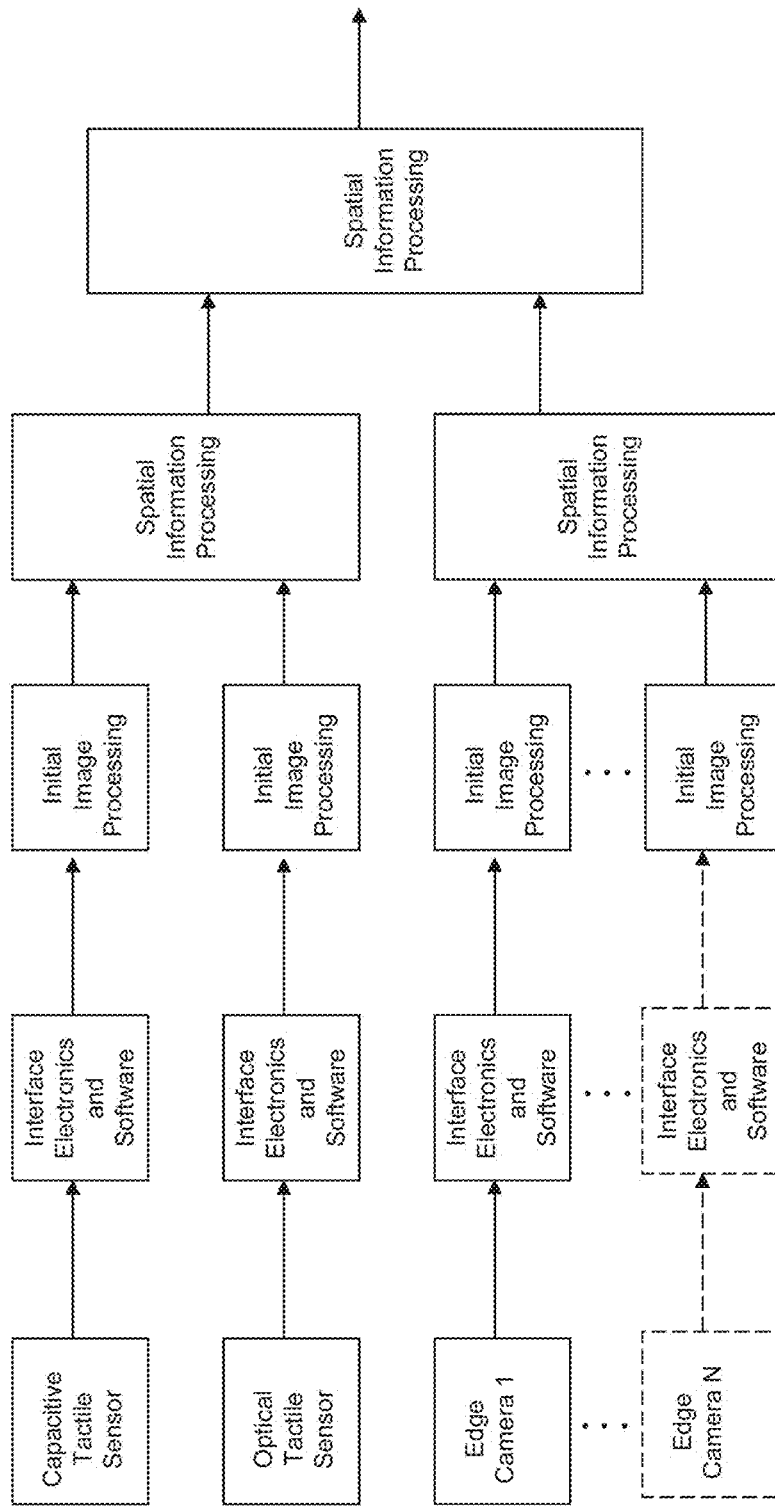 Capacitive
Tactile
Sensor
Interface
Electronics
and
Software
Initial
Image
Processing
Optical
Tactile
Sensor
Interface
Electronics
and
Software
Initial
Image
Processing
Spatial
Information
Processing
Edge
Camera 1
Interface
Electronics
and
Software
Initial
Image
Processing
Edge
Camera N
Interface
Electronics
and
Software
Initial
Image
Processing
Spatial
Information
Processing
Spatial
Information
Processing